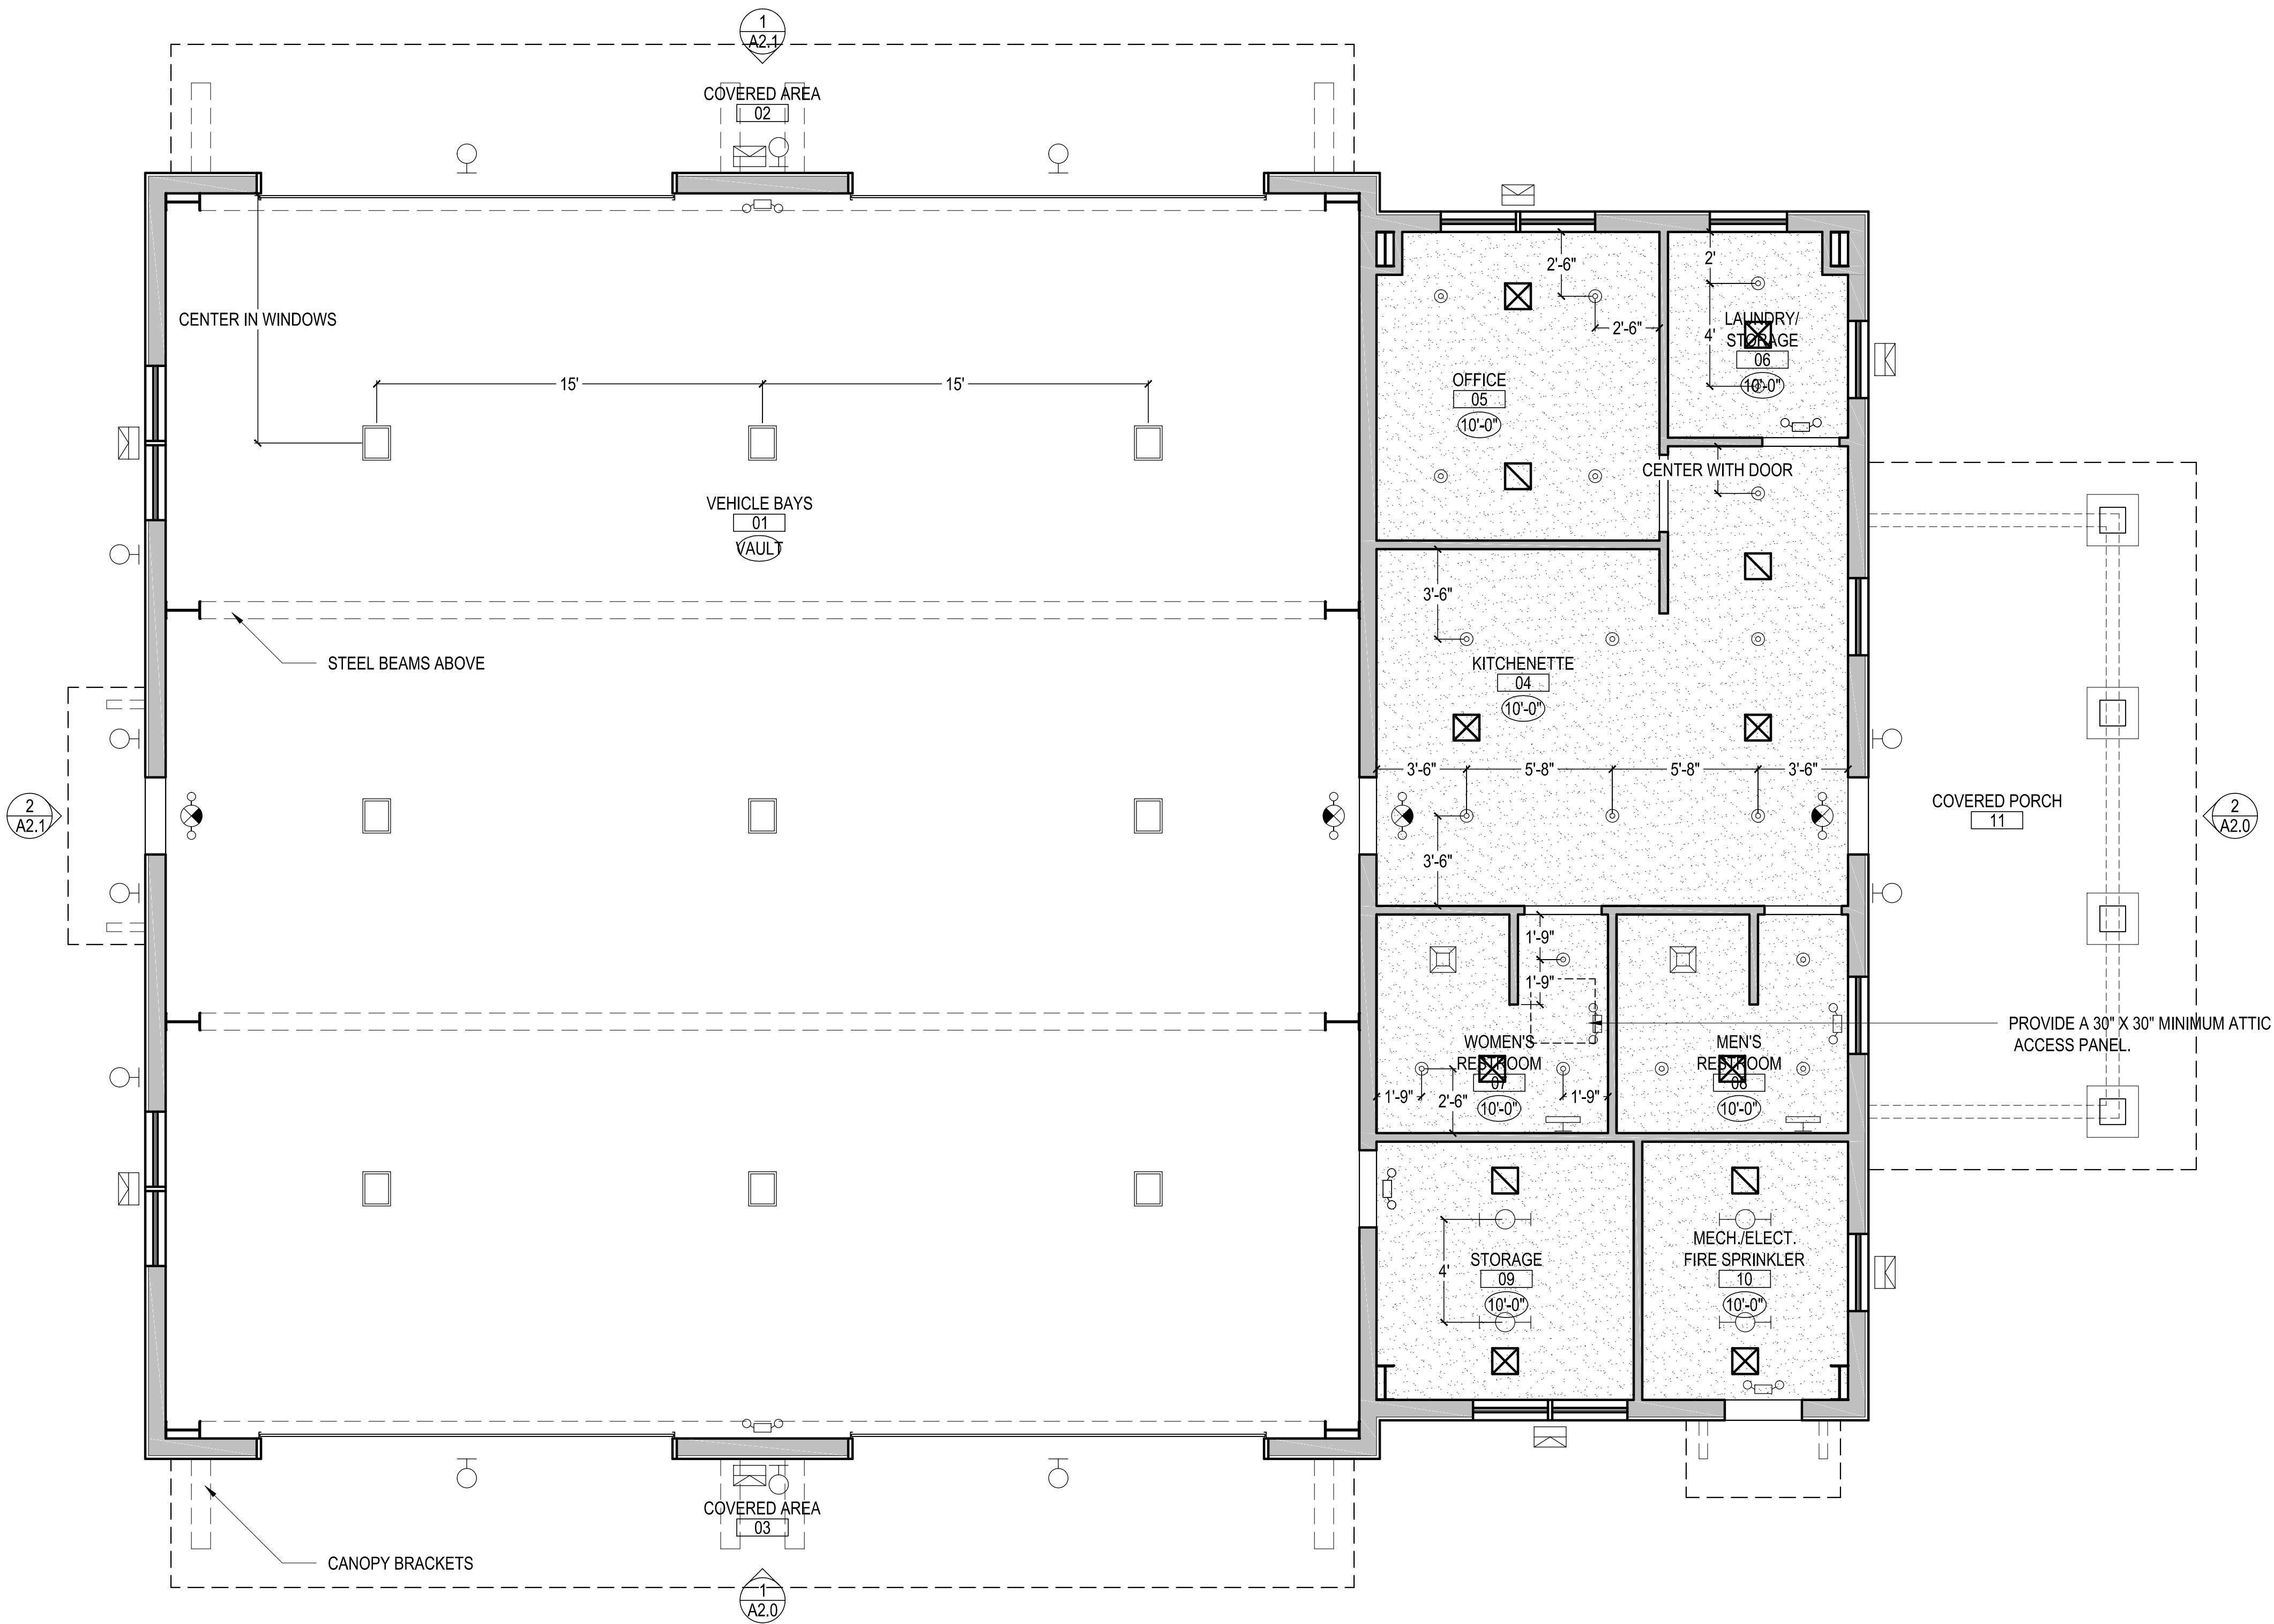 1
A2.1
COVERED AREA
02
CENTER IN WINDOWS
15'
15'
VEHICLE BAYS
01
VAULT
STEEL BEAMS ABOVE
2
A2.1
2'-6"
2'-6"
OFFICE
05
10'-0"
2'
4'
LAUNDRY/
STORAGE
06
10'-0"
CENTER WITH DOOR
3'-6"
KITCHENETTE
04
10'-0"
3'-6"
5'-8"
5'-8"
3'-6"
3'-6"
COVERED PORCH
11
2
A2.0
1'-9"
1'-9"
WOMEN'S
RESTROOM
07
10'-0"
1'-9"
2'-6"
1'-9"
MEN'S
RESTROOM
08
10'-0"
PROVIDE A 30" X 30" MINIMUM ATTIC
ACCESS PANEL.
4'
STORAGE
09
10'-0"
MECH./ELECT.
FIRE SPRINKLER
10
10'-0"
COVERED AREA
03
CANOPY BRACKETS
1
A2.0